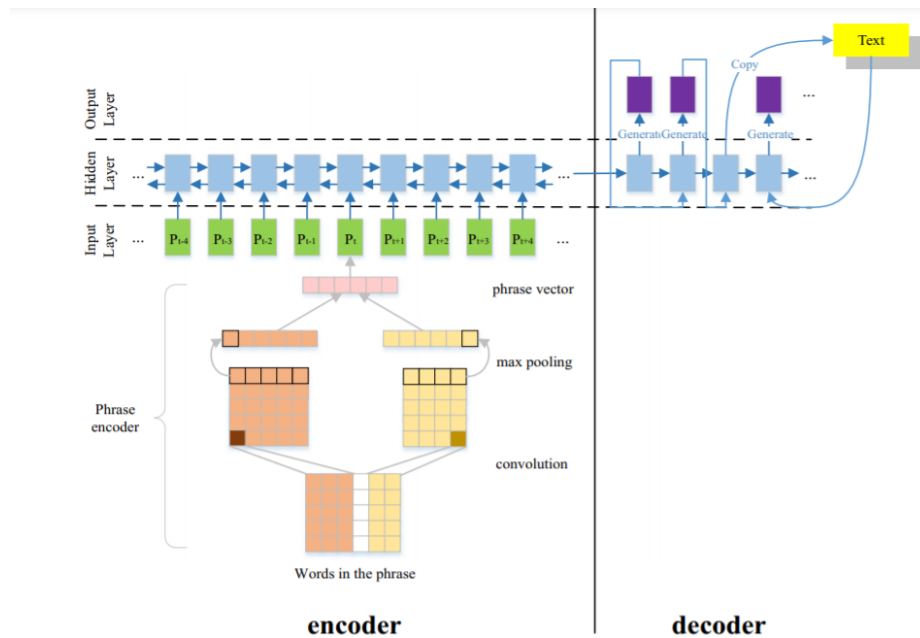 Text
Copy
Output
Layer
...
Generate Generate Generate
Hidden
Layer
... ... ...
Input
Layer
... Pt-4 Pt-3 Pt-2 Pt-1 Pt Pt+1 Pt+2 Pt+3 Pt+4 ...
phrase vector
max pooling
Phrase
encoder
convolution
Words in the phrase
encoder decoder